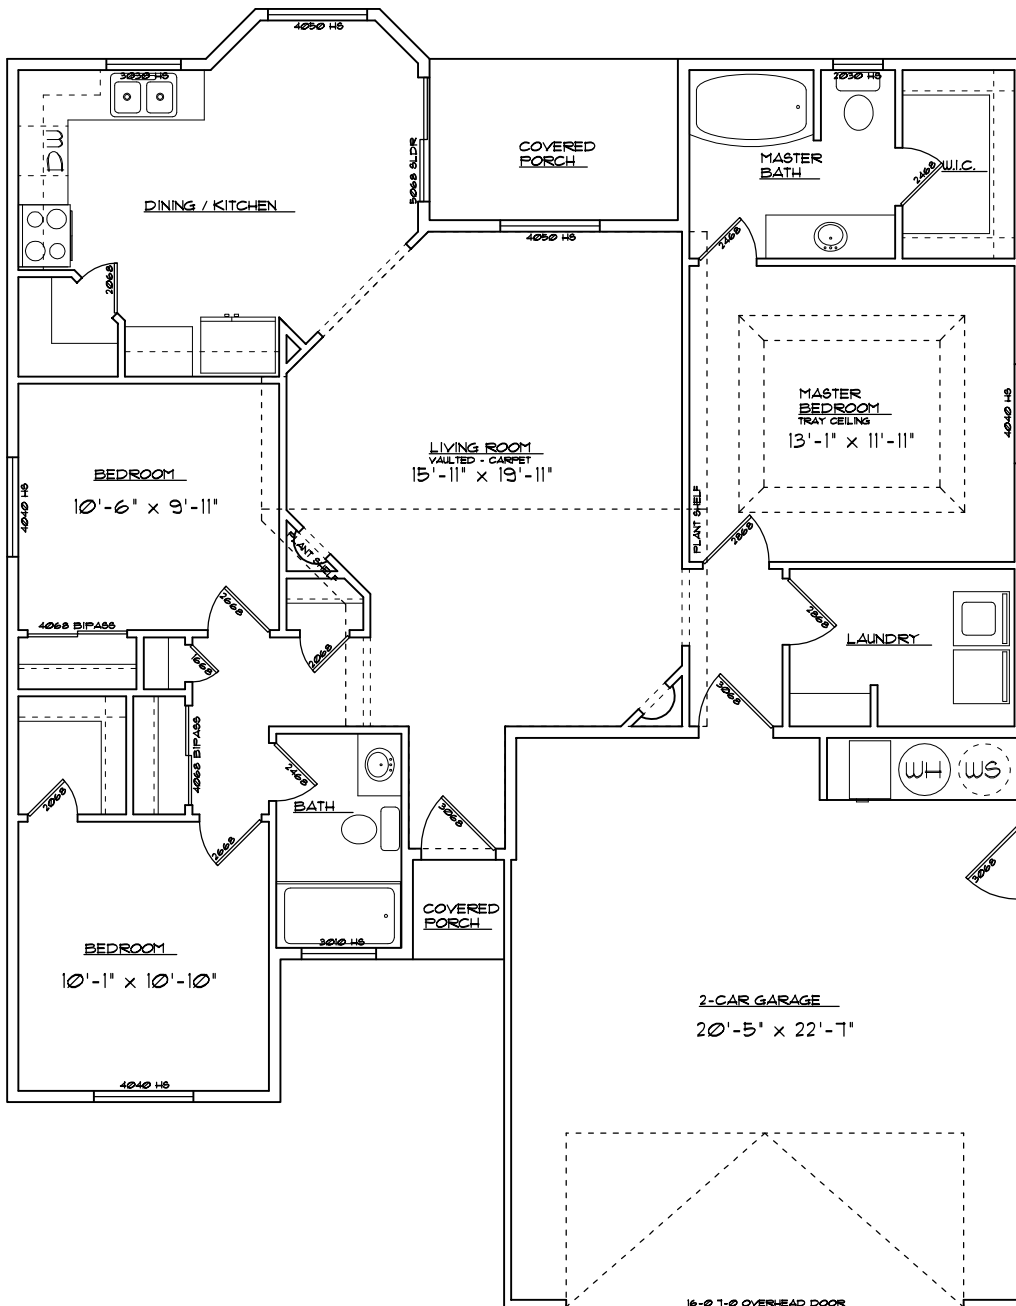 4050 HS
3030 HS
2030 HS
5068 SLDR
COVERED
PORCH
MASTER
BATH
2468
W.I.C.
DINING / KITCHEN
DW
4050 HS
2468
2068
MASTER
BEDROOM
TRAY CEILING
13'-1" x 11'-11"
4040 HS
LIVING ROOM
VAULTED - CARPET
15'-11" x 19'-11"
BEDROOM
10'-6" x 9'-11"
4040 HS
PLANT SHELF
PLANT SHELF
2868
2668
2868
4068 BIPASS
LAUNDRY
2068
1668
3068
4068 BIPASS
2468
WH
WS
2068
BATH
3068
2668
3068
COVERED
PORCH
3010 HS
BEDROOM
10'-1" x 10'-10"
2-CAR GARAGE
20'-5" x 22'-7"
4040 HS
16-0 7-0 OVERHEAD DOOR